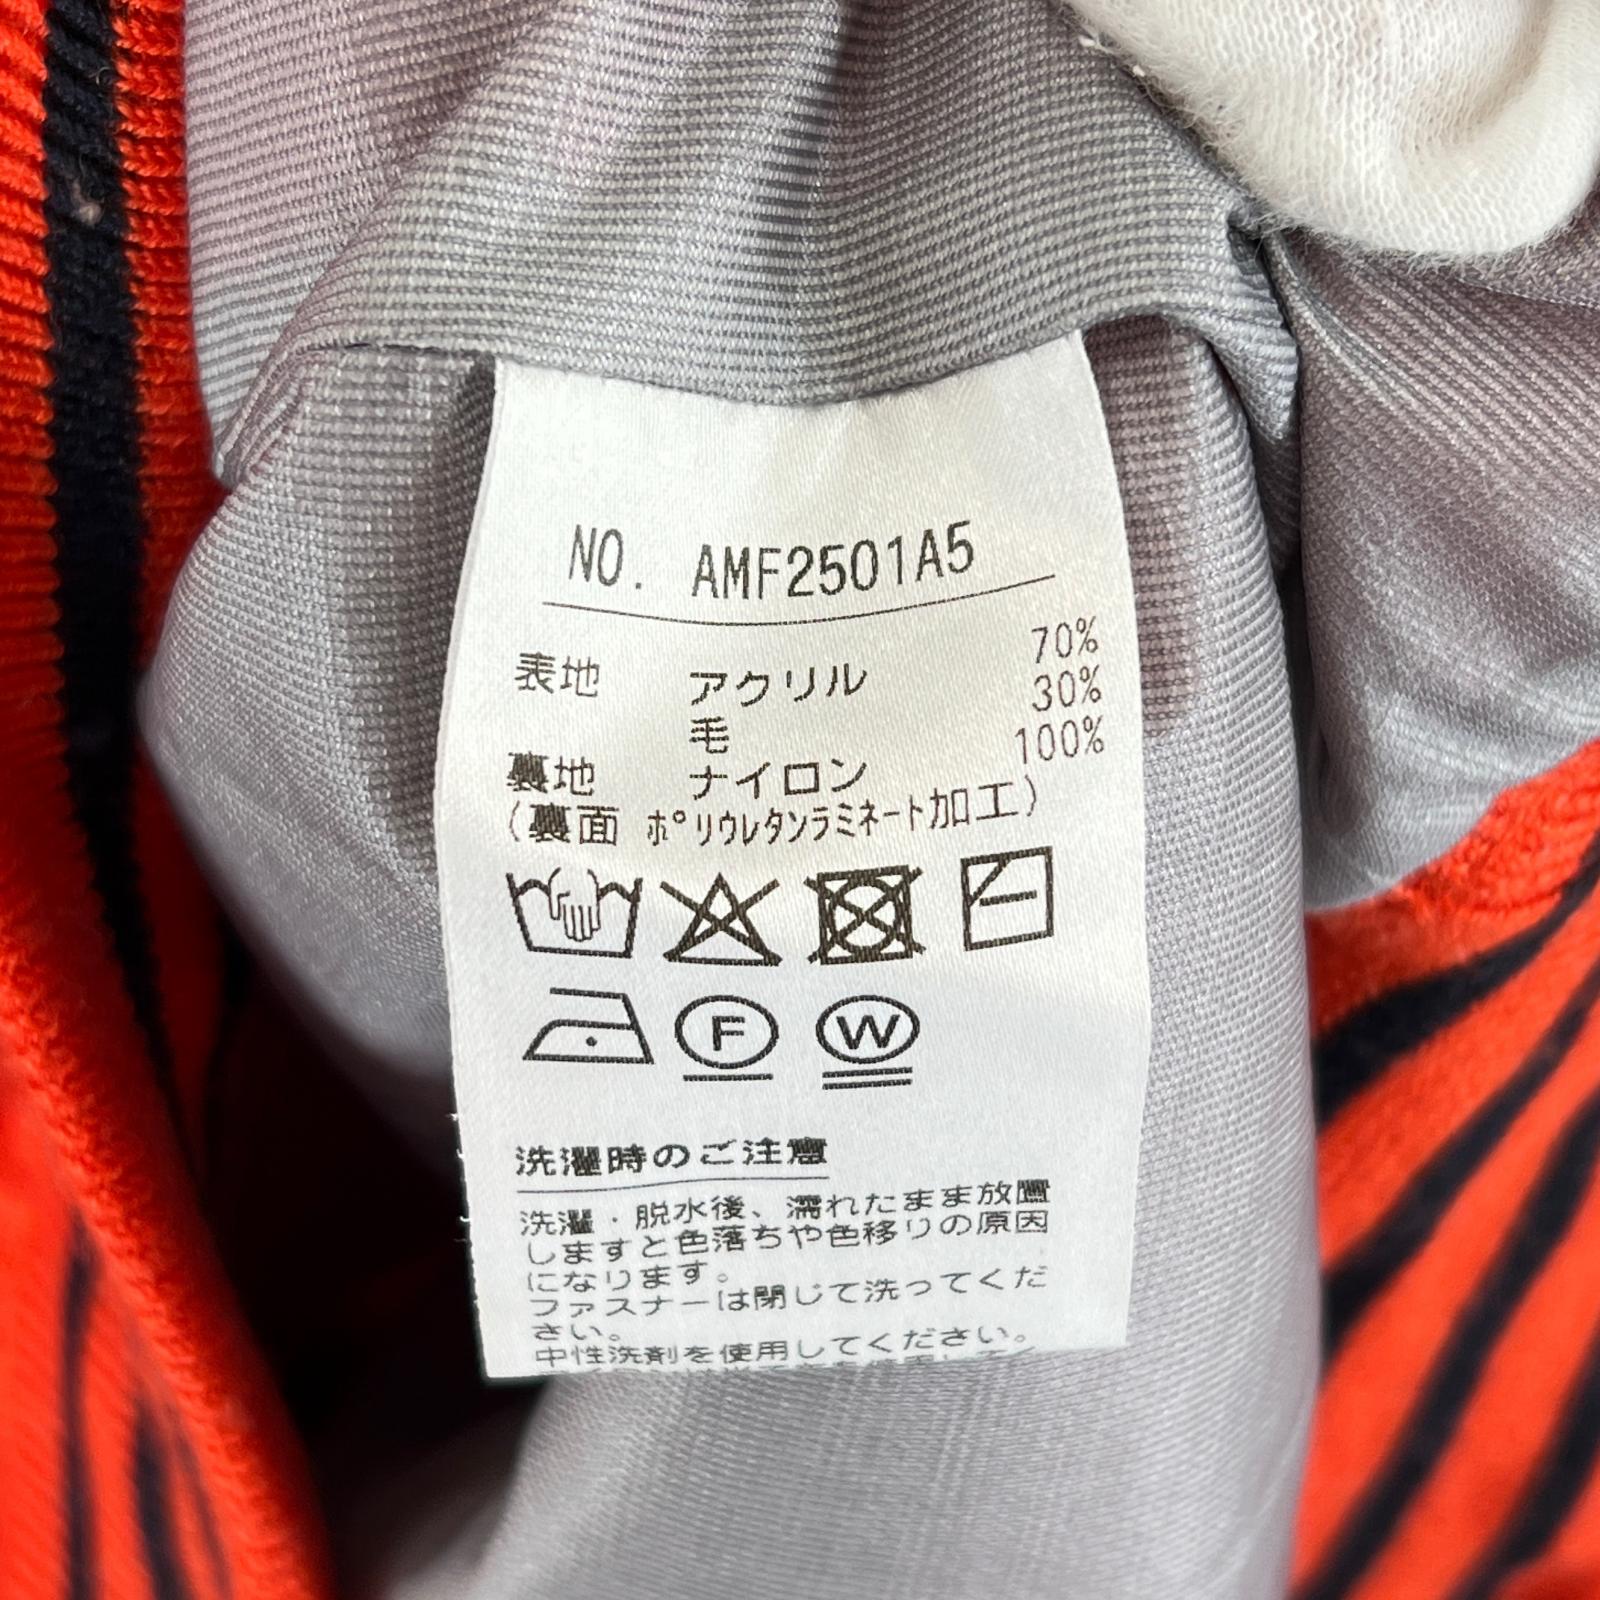 NO. AMF2501A5
表地 アクリル 70%
毛 30%
裏地 ナイロン 100%
(裏面 ポリウレタンラミネート加工)
F W
洗濯時のご注意
洗濯・脱水後、濡れたまま放置
しますと色落ちや色移りの原因
になります。
ファスナーは閉じて洗ってくだ
さい。
中性洗剤を使用してください。